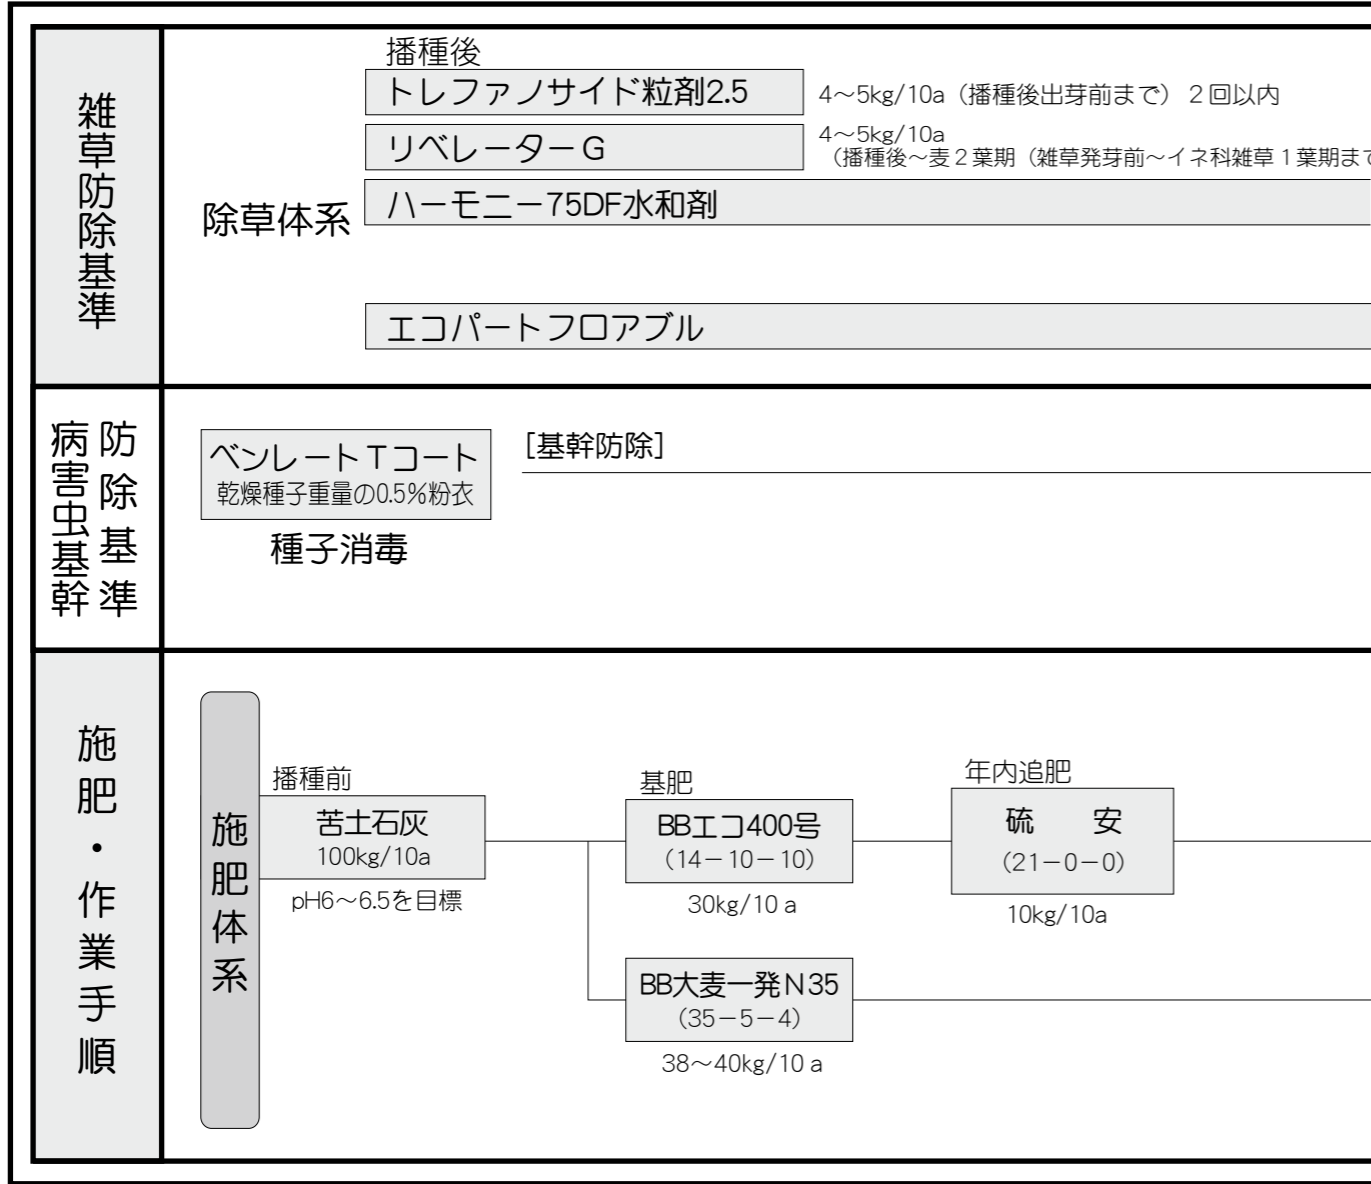 雑草防除基準
除草体系
播種後
トレファノサイド粒剤2.5
4～5kg/10a（播種後出芽前まで）２回以内
リベレーターＧ
4～5kg/10a
（播種後～麦２葉期（雑草発芽前～イネ科雑草１葉期まで
ハーモニー75DF水和剤
エコパートフロアブル
病害虫基幹
防除基準
ベンレートＴコート
乾燥種子重量の0.5%粉衣
種子消毒
［基幹防除］
施肥・作業手順
施肥体系
播種前
苦土石灰
100kg/10a
pH6～6.5を目標
基肥
BBエコ400号
（14－10－10）
30kg/10 a
年内追肥
硫　安
（21－0－0）
10kg/10a
BB大麦一発Ｎ35
（35－5－4）
38～40kg/10 a